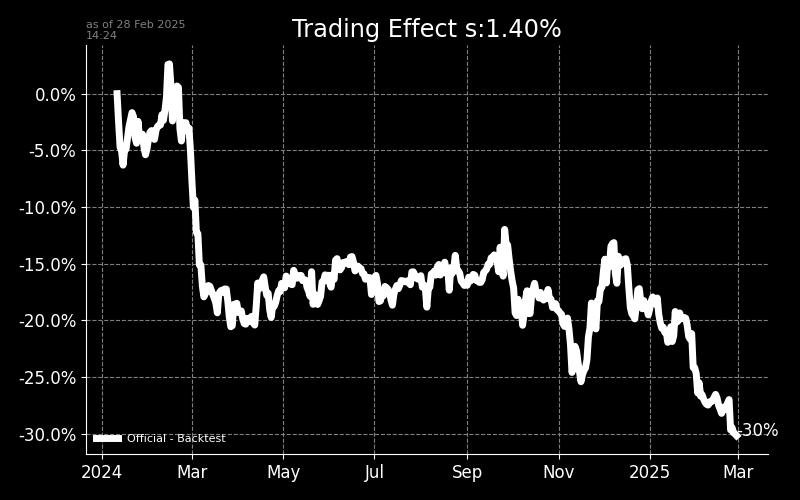 as of 28 Feb 2025
14:24
Trading Effect s:1.40%
0.0%
-5.0%
-10.0%
-15.0%
-20.0%
-25.0%
-30.0%
-30%
Official - Backtest
2024 Mar May Jul Sep Nov 2025 Mar